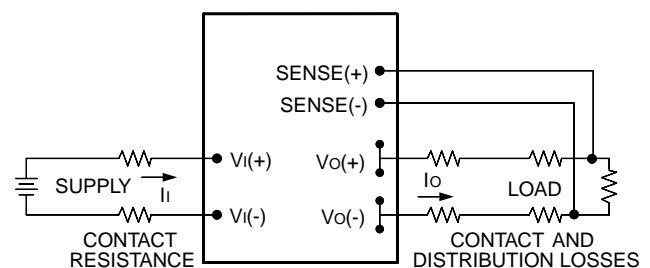 SENSE(+)
SENSE(-)
VI(+)
VO(+)
SUPPLY
II
IO
LOAD
VI(-)
VO(-)
CONTACT
RESISTANCE
CONTACT AND
DISTRIBUTION LOSSES